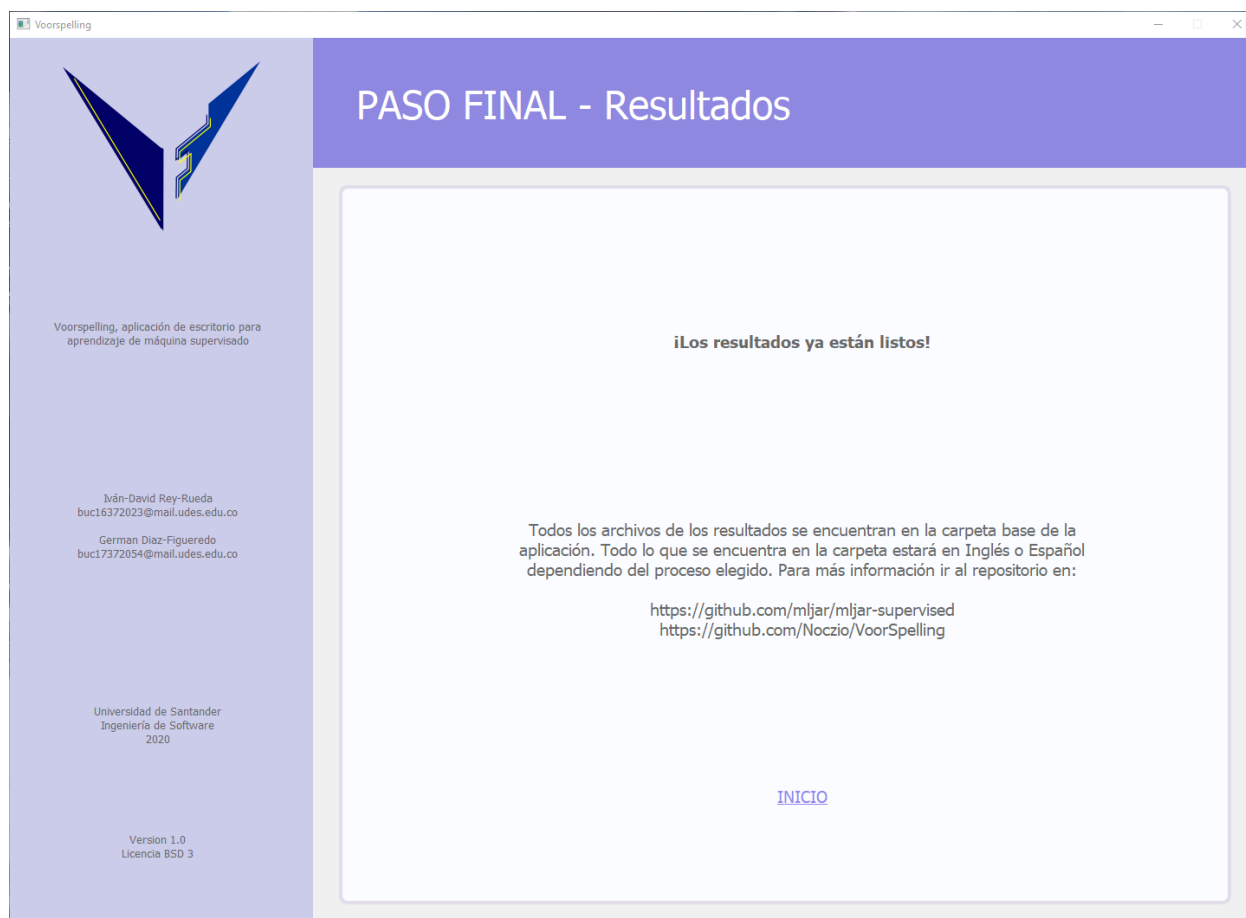 Voorspelling
PASO FINAL - Resultados
Voorspelling, aplicación de escritorio para
aprendizaje de máquina supervisado
Iván-David Rey-Rueda
buc16372023@mail.udes.edu.co
German Diaz-Figueredo
buc17372054@mail.udes.edu.co
Universidad de Santander
Ingeniería de Software
2020
Version 1.0
Licencia BSD 3
¡Los resultados ya están listos!
Todos los archivos de los resultados se encuentran en la carpeta base de la
aplicación. Todo lo que se encuentra en la carpeta estará en Inglés o Español
dependiendo del proceso elegido. Para más información ir al repositorio en:
https://github.com/mljar/mljar-supervised
https://github.com/Noczio/VoorSpelling
INICIO